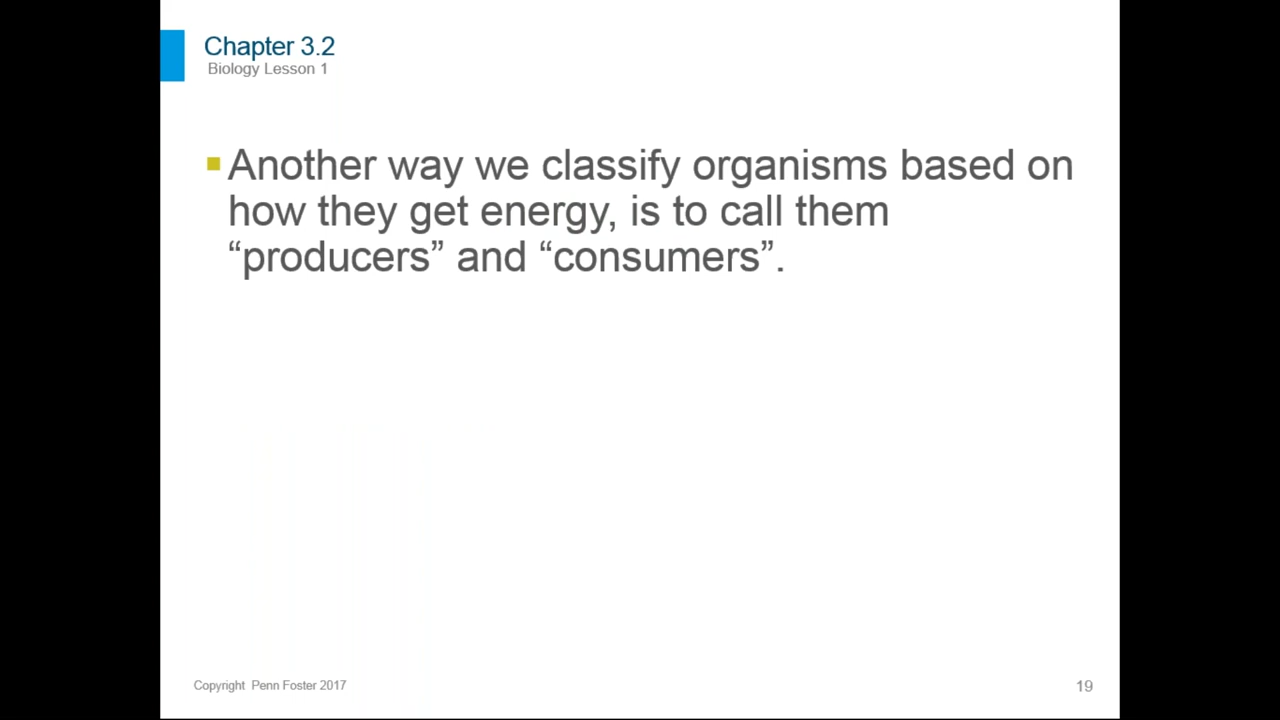 Chapter 3.2
Biology Lesson 1
Another way we classify organisms based on
how they get energy, is to call them
“producers” and “consumers”.
Copyright Penn Foster 2017
19